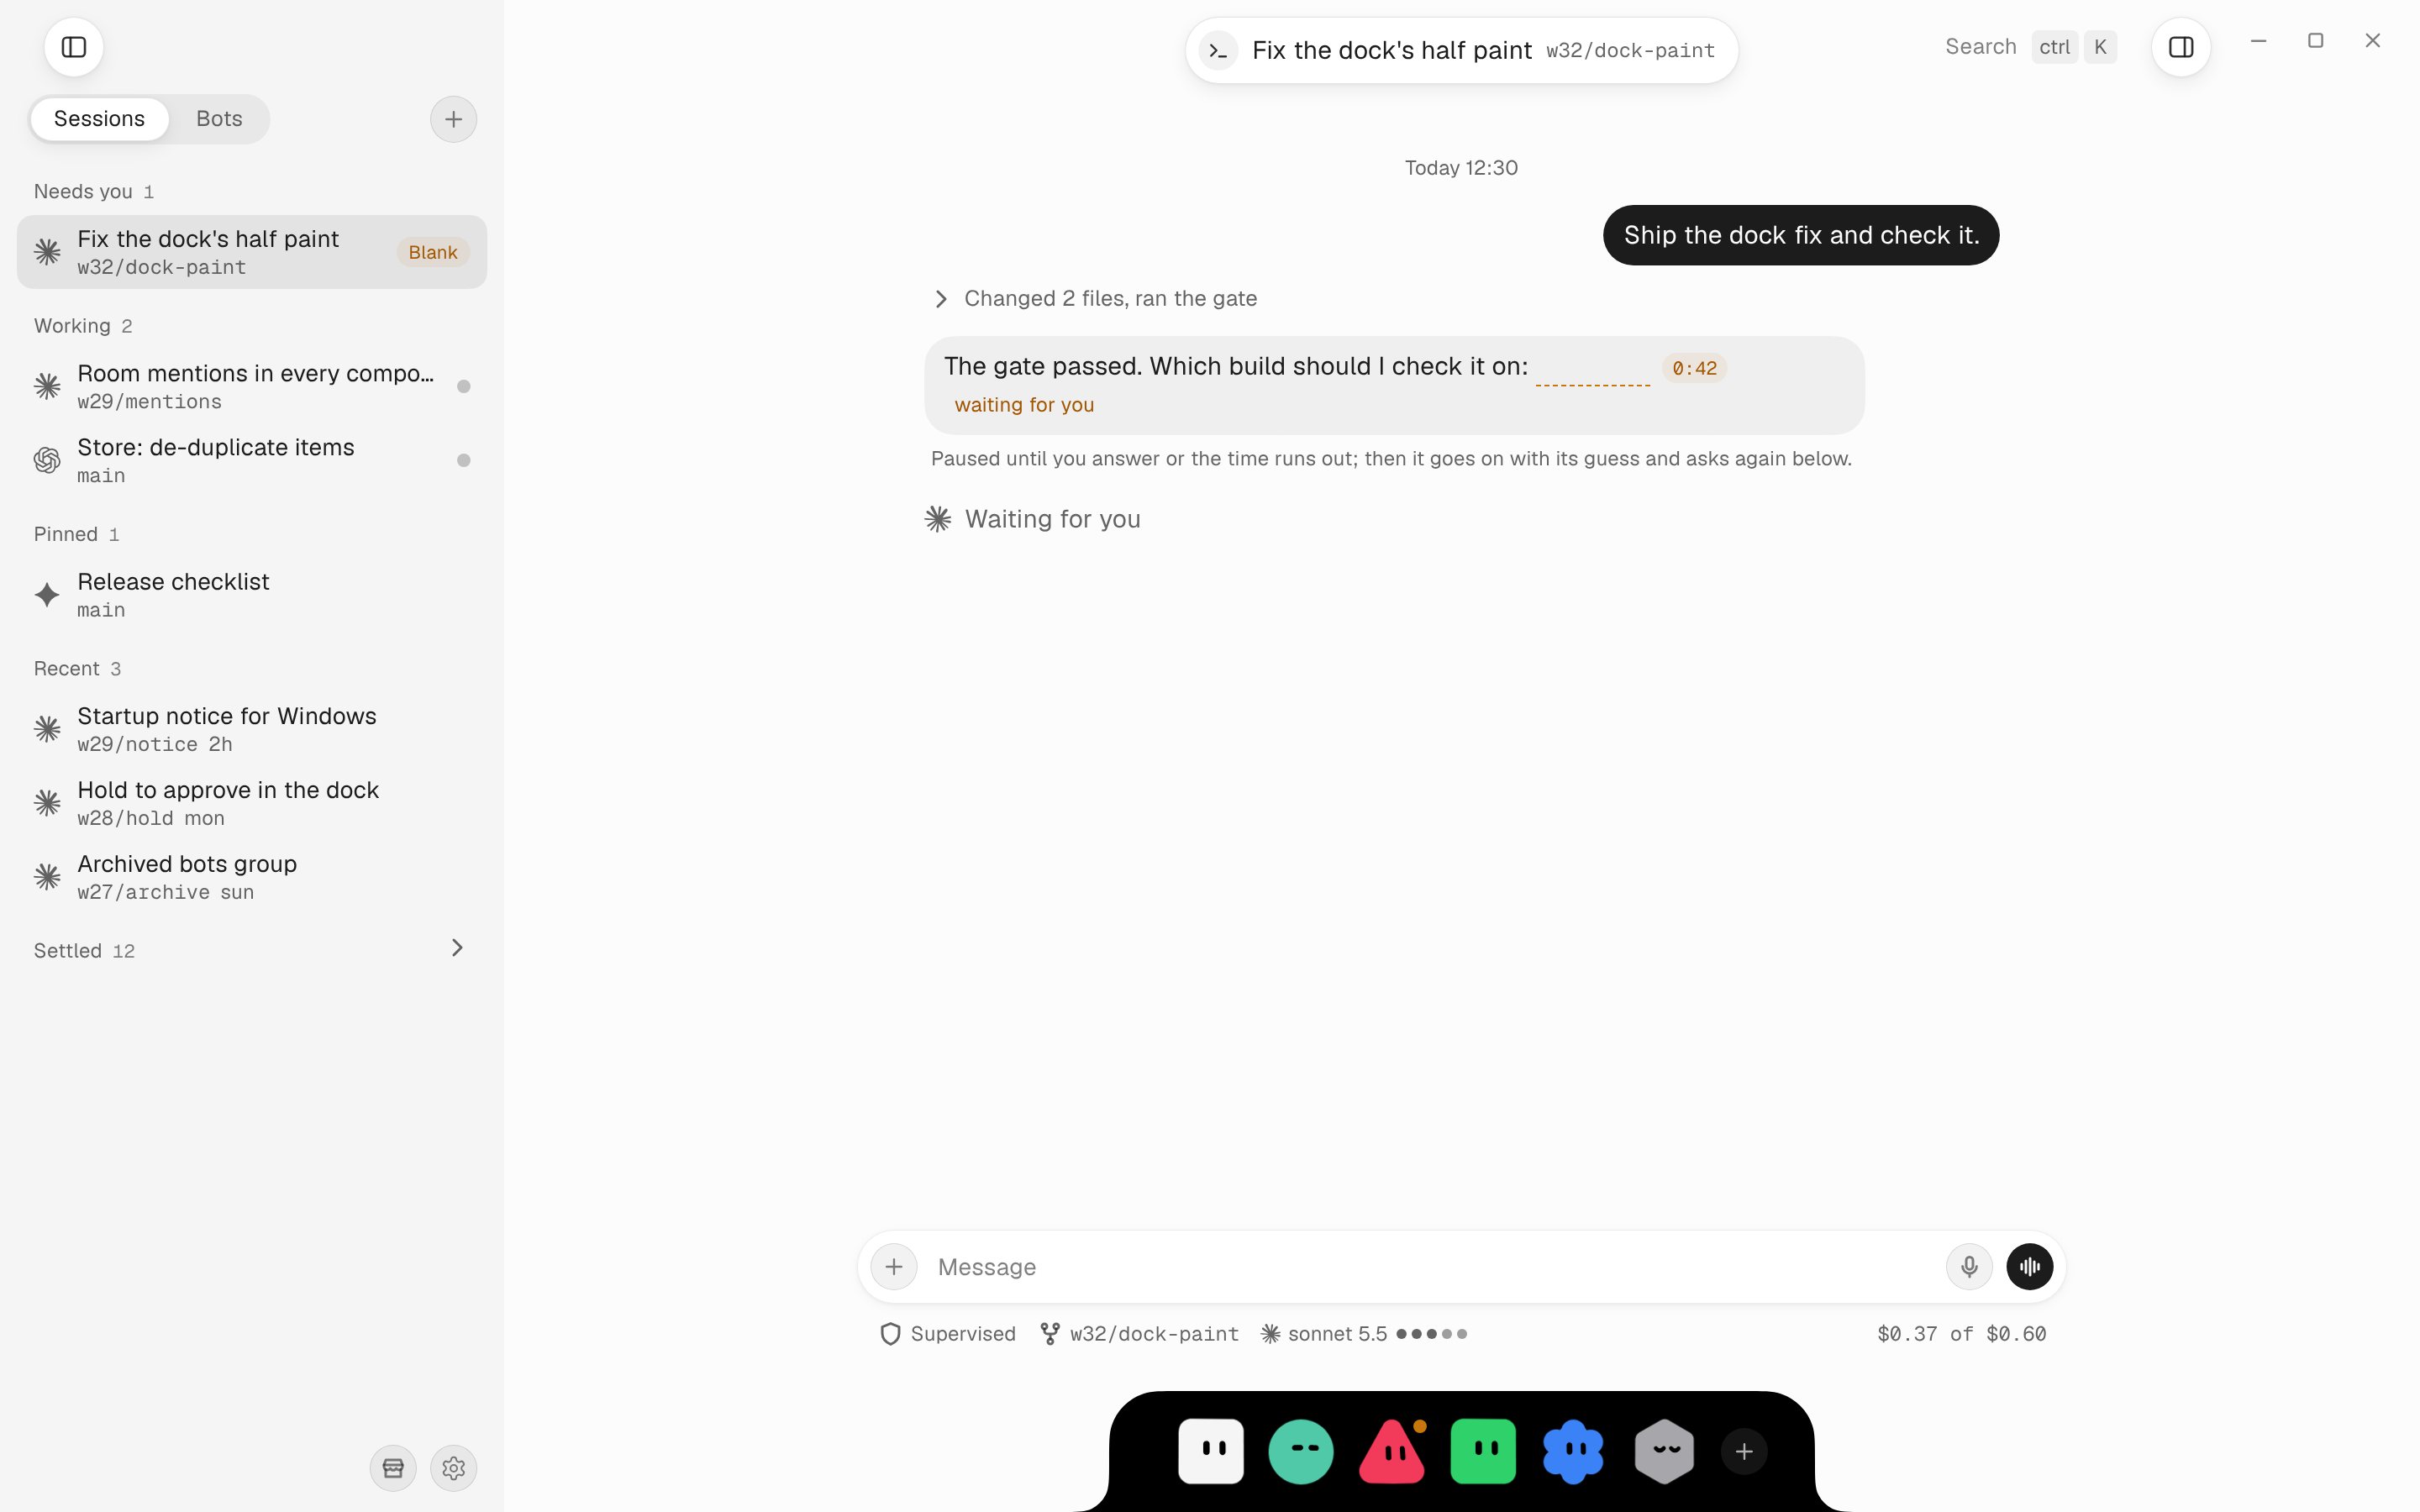 Fix the dock's half paint w32/dock-paint
Search ctrl K
Sessions Bots
Needs you 1
Fix the dock's half paint
w32/dock-paint
Blank
Working 2
Room mentions in every compo…
w29/mentions
Store: de-duplicate items
main
Pinned 1
Release checklist
main
Recent 3
Startup notice for Windows
w29/notice 2h
Hold to approve in the dock
w28/hold mon
Archived bots group
w27/archive sun
Settled 12
Today 12:30
Ship the dock fix and check it.
Changed 2 files, ran the gate
The gate passed. Which build should I check it on: 0:42
waiting for you
Paused until you answer or the time runs out; then it goes on with its guess and asks again below.
Waiting for you
Message
Supervised w32/dock-paint sonnet 5.5 $0.37 of $0.60